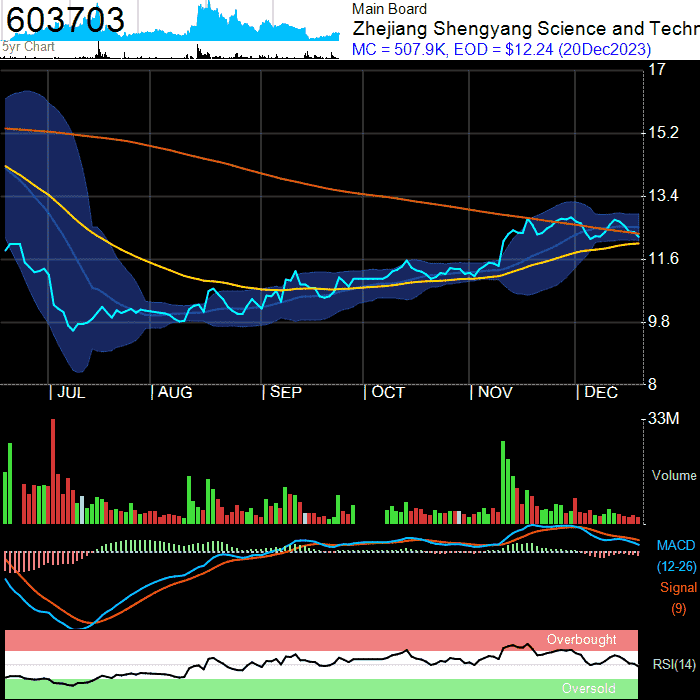 603703
5yr Chart
Main Board
Zhejiang Shengyang Science and Techn
MC = 507.9K, EOD = $12.24 (20Dec2023)
17
15.2
13.4
11.6
9.8
8
JUL
AUG
SEP
OCT
NOV
DEC
33M
Volume
MACD
(12-26)
Signal
(9)
Overbought
RSI(14)
Oversold